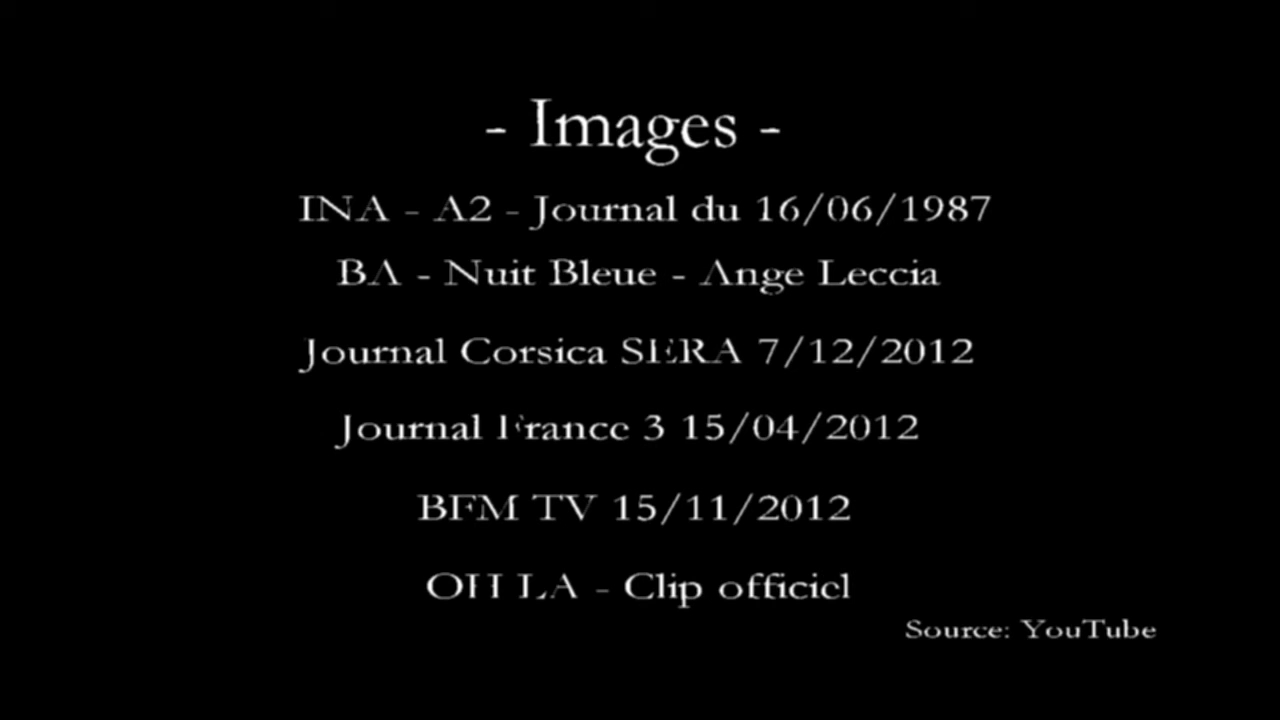 - Images -
INA - A2 - Journal du 16/06/1987
BA - Nuit Bleue - Ange Leccia
Journal Corsica SERA 7/12/2012
Journal France 3 15/04/2012
BFM TV 15/11/2012
OH LA - Clip officiel
Source: YouTube